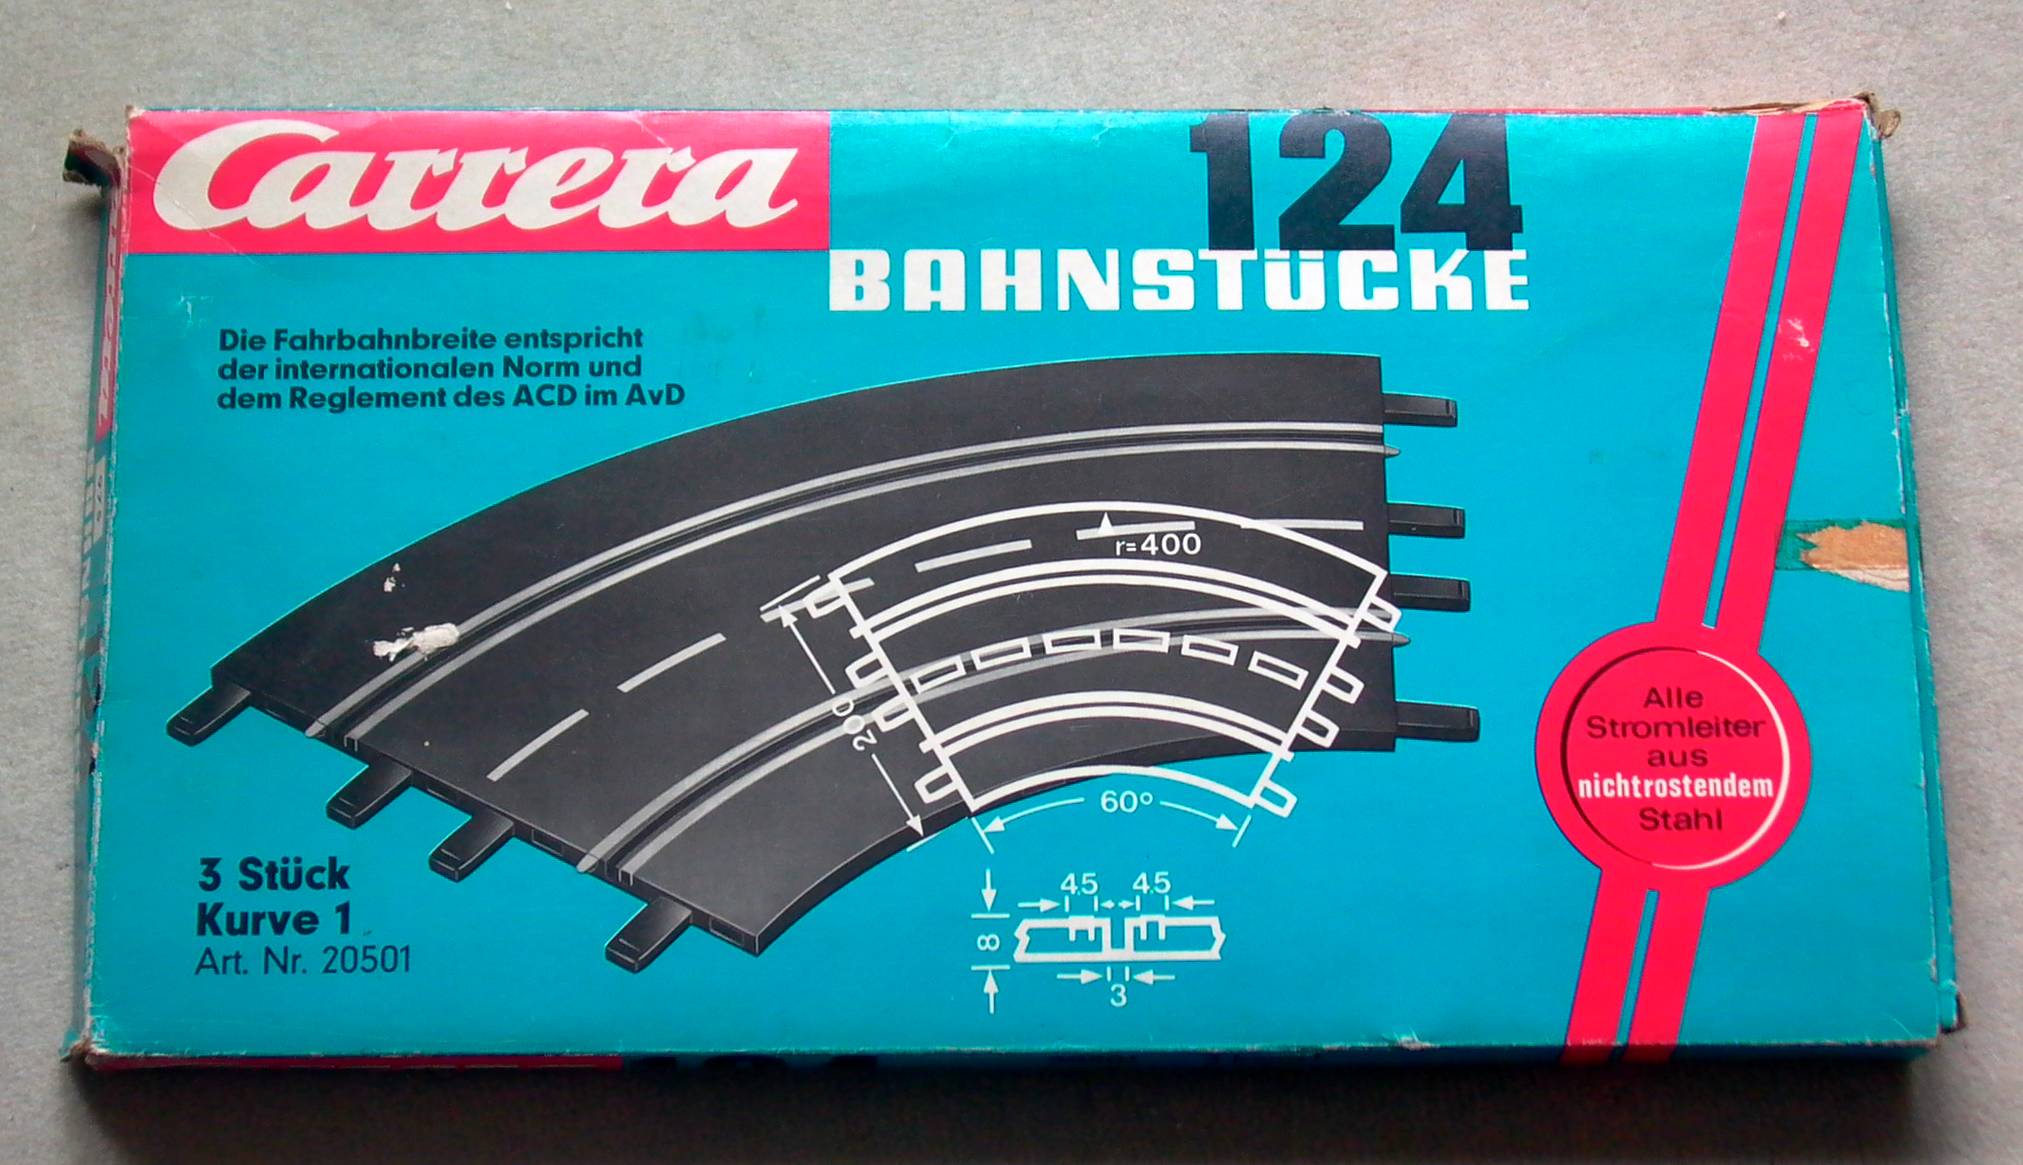 Carrera
124
BAHNSTÜCKE
Die Fahrbahnbreite entspricht
der internationalen Norm und
dem Reglement des ACD im AvD
r=400
200
60°
4.5 4.5
8
3
3 Stück
Kurve 1
Art. Nr. 20501
Alle
Stromleiter
aus
nichtrostendem
Stahl